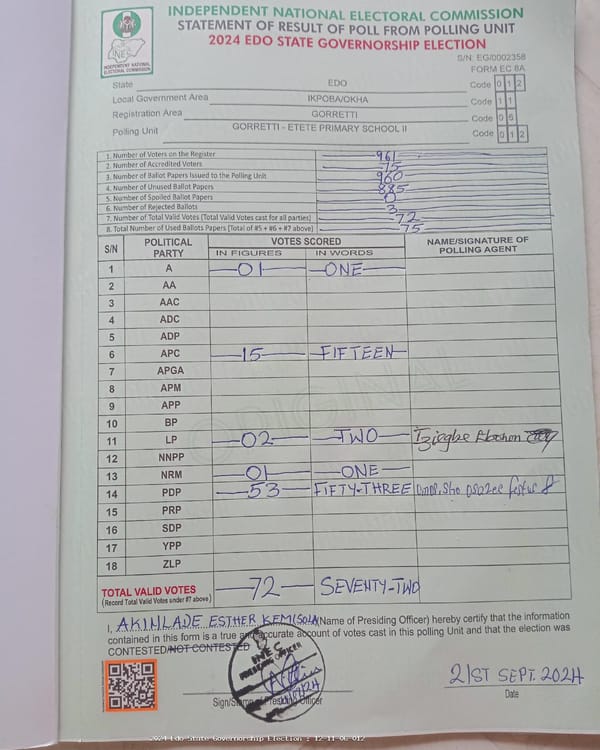 INDEPENDENT NATIONAL ELECTORAL COMMISSION
STATEMENT OF RESULT OF POLL FROM POLLING UNIT
2024 EDO STATE GOVERNORSHIP ELECTION
INEC
INDEPENDENT NATIONAL ELECTORAL COMMISSION
S/N: EG/0002358
FORM EC 8A
State EDO Code 0 1 2
Local Government Area IKPOBA/OKHA Code 1 1
Registration Area GORRETTI Code 0 6
Polling Unit GORRETTI - ETETE PRIMARY SCHOOL II Code 0 1 2
1. Number of Voters on the Register 961
2. Number of Accredited Voters 75
3. Number of Ballot Papers Issued to the Polling Unit 960
4. Number of Unused Ballot Papers 885
5. Number of Spoiled Ballot Papers 0
6. Number of Rejected Ballots 3
7. Number of Total Valid Votes (Total Valid Votes cast for all parties) 72
8. Total Number of Used Ballots Papers [Total of #5 + #6 + #7 above) 75
S/N POLITICAL PARTY VOTES SCORED NAME/SIGNATURE OF POLLING AGENT
IN FIGURES IN WORDS
1 A 01 ONE
2 AA
3 AAC
4 ADC
5 ADP
6 APC 15 FIFTEEN
7 APGA
8 APM
9 APP
10 BP
11 LP 02 TWO
12 NNPP
13 NRM 01 ONE
14 PDP 53 FIFTY-THREE
15 PRP
16 SDP
17 YPP
18 ZLP
ORIGINAL
TOTAL VALID VOTES 72 SEVENTY-TWO
(Record Total Valid Votes under #7 above)
I, AKINLADE ESTHER KEMISOLA (Name of Presiding Officer) hereby certify that the information
contained in this form is a true and accurate account of votes cast in this polling Unit and that the election was
CONTESTED/NOT CONTESTED
INEC
PRESIDING OFFICER
Sign/Stamp of Presiding Officer
21ST SEPT. 2024
Date
2024 Edo State Governorship Election : 12-11-06-012